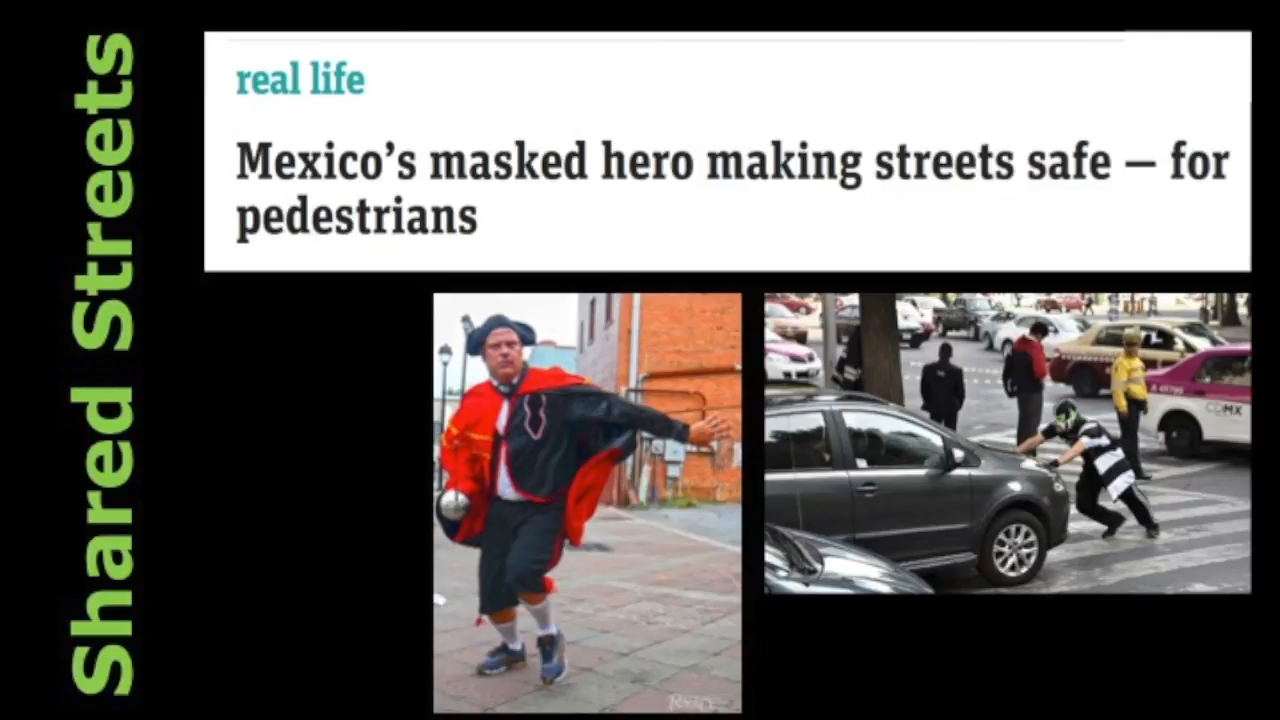 Shared Streets
real life
Mexico's masked hero making streets safe — for
pedestrians
CDMX